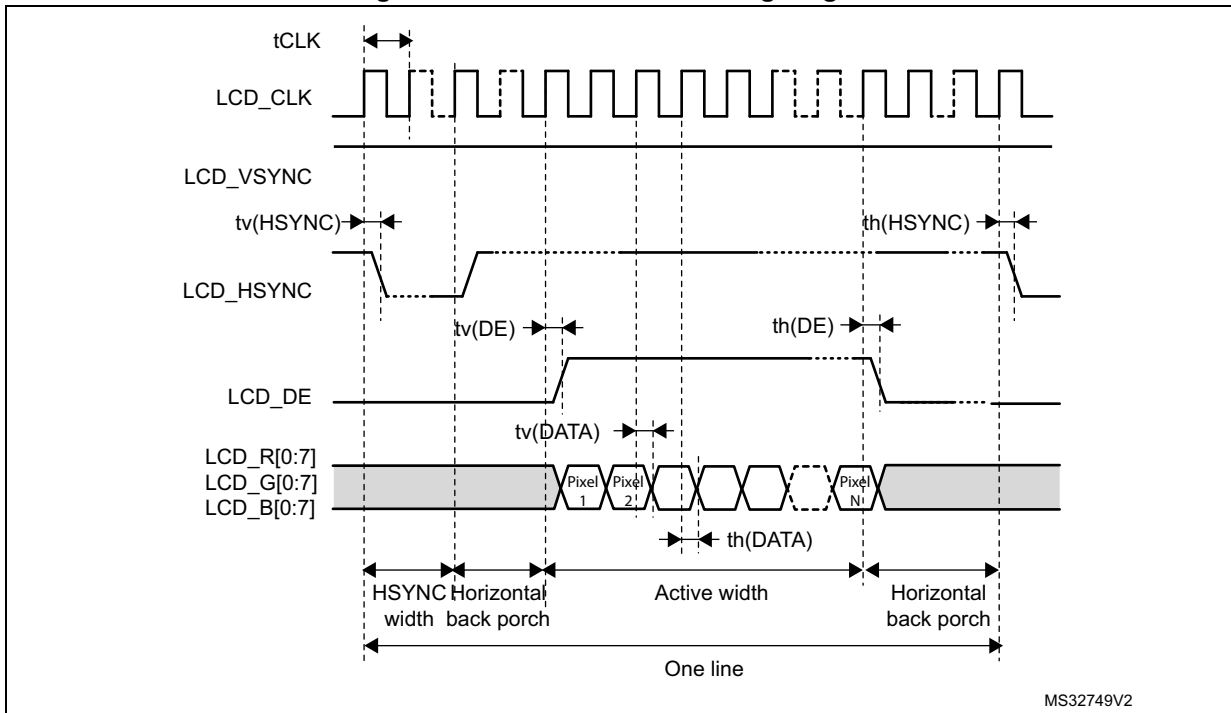 tCLK
LCD_CLK
LCD_VSYNC
tv(HSYNC)
th(HSYNC)
LCD_HSYNC
tv(DE)
th(DE)
LCD_DE
tv(DATA)
LCD_R[0:7]
LCD_G[0:7]
LCD_B[0:7]
Pixel
1
Pixel
2
Pixel
N
th(DATA)
HSYNC
width
Horizontal
back porch
Active width
Horizontal
back porch
One line
MS32749V2